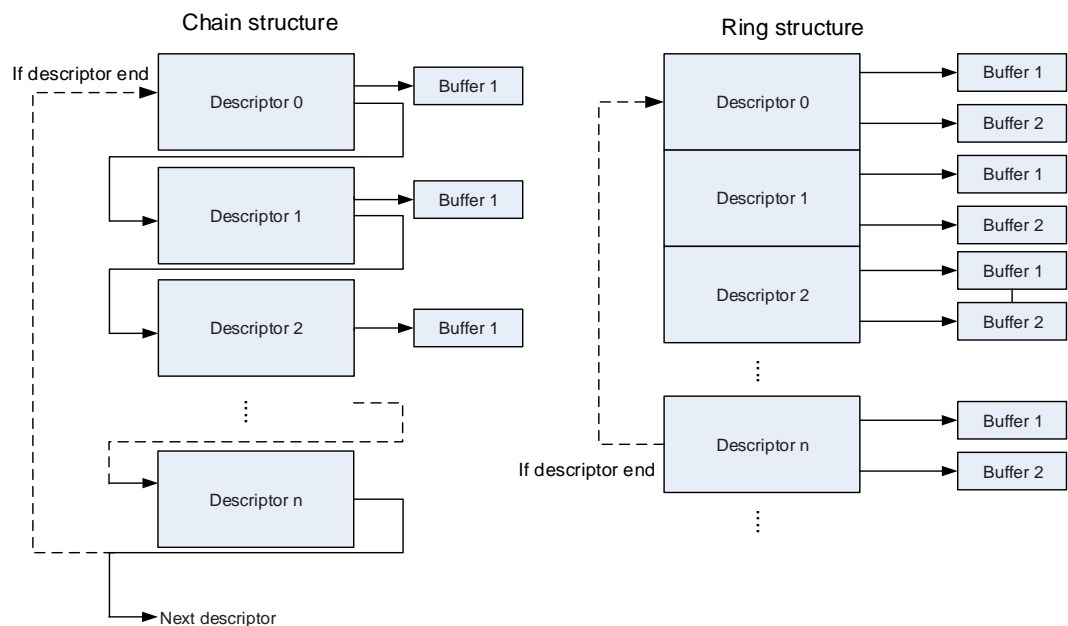 Chain structure
If descriptor end
Descriptor 0
Buffer 1
Descriptor 1
Buffer 1
Descriptor 2
Buffer 1
Descriptor n
Next descriptor
Ring structure
Descriptor 0
Buffer 1
Buffer 2
Descriptor 1
Buffer 1
Buffer 2
Descriptor 2
Buffer 1
Buffer 2
Descriptor n
Buffer 1
Buffer 2
If descriptor end